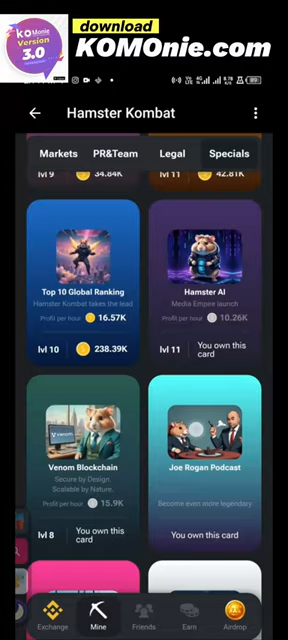 koMonie
Version
3.0
download
KOMOnie.com
Hamster Kombat
Markets
PR&Team
Legal
Specials
lvl 9
34.84K
lvl 11
42.81K
Top 10 Global Ranking
Hamster Kombat takes the lead
Profit per hour
16.57K
lvl 10
238.39K
Hamster AI
Media Empire launch
Profit per hour
10.26K
lvl 11
You own this
card
VENOM
Venom Blockchain
Secure by Design.
Scalable by Nature.
Profit per hour
15.9K
lvl 8
You own this
card
Joe Rogan Podcast
Become even more legendary
You own this card
Exchange
Mine
Friends
Earn
Airdrop